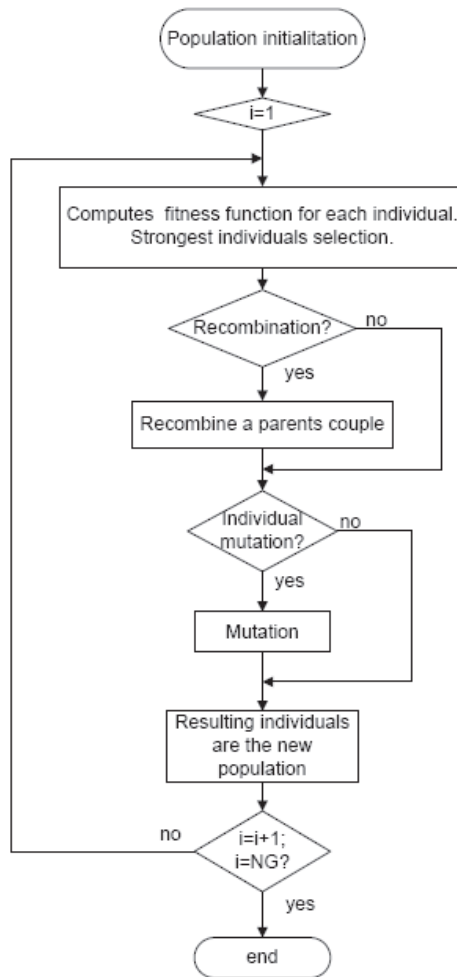 Population initialitation
i=1
Computes fitness function for each individual.
Strongest individuals selection.
Recombination?
no
yes
Recombine a parents couple
Individual
mutation?
no
yes
Mutation
Resulting individuals
are the new
population
no
i=i+1;
i=NG?
yes
end